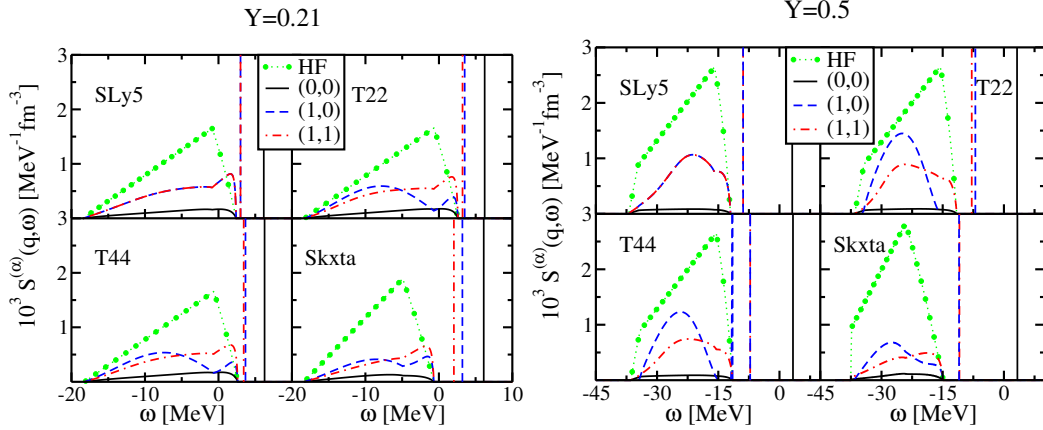 Y=0.21
Y=0.5
10³ S⁽ᵅ⁾(q,ω) [MeV⁻¹fm⁻³]
3
2
1
3
2
1
SLy5
HF
(0,0)
(1,0)
(1,1)
T22
T44
Skxta
-20
-10
0
-20
-10
0
10
ω [MeV]
ω [MeV]
10³ S⁽ᵅ⁾(q,ω) [MeV⁻¹fm⁻³]
3
2
1
3
2
1
SLy5
HF
(0,0)
(1,0)
(1,1)
T22
T44
Skxta
-45
-30
-15
0
-45
-30
-15
0
ω [MeV]
ω [MeV]